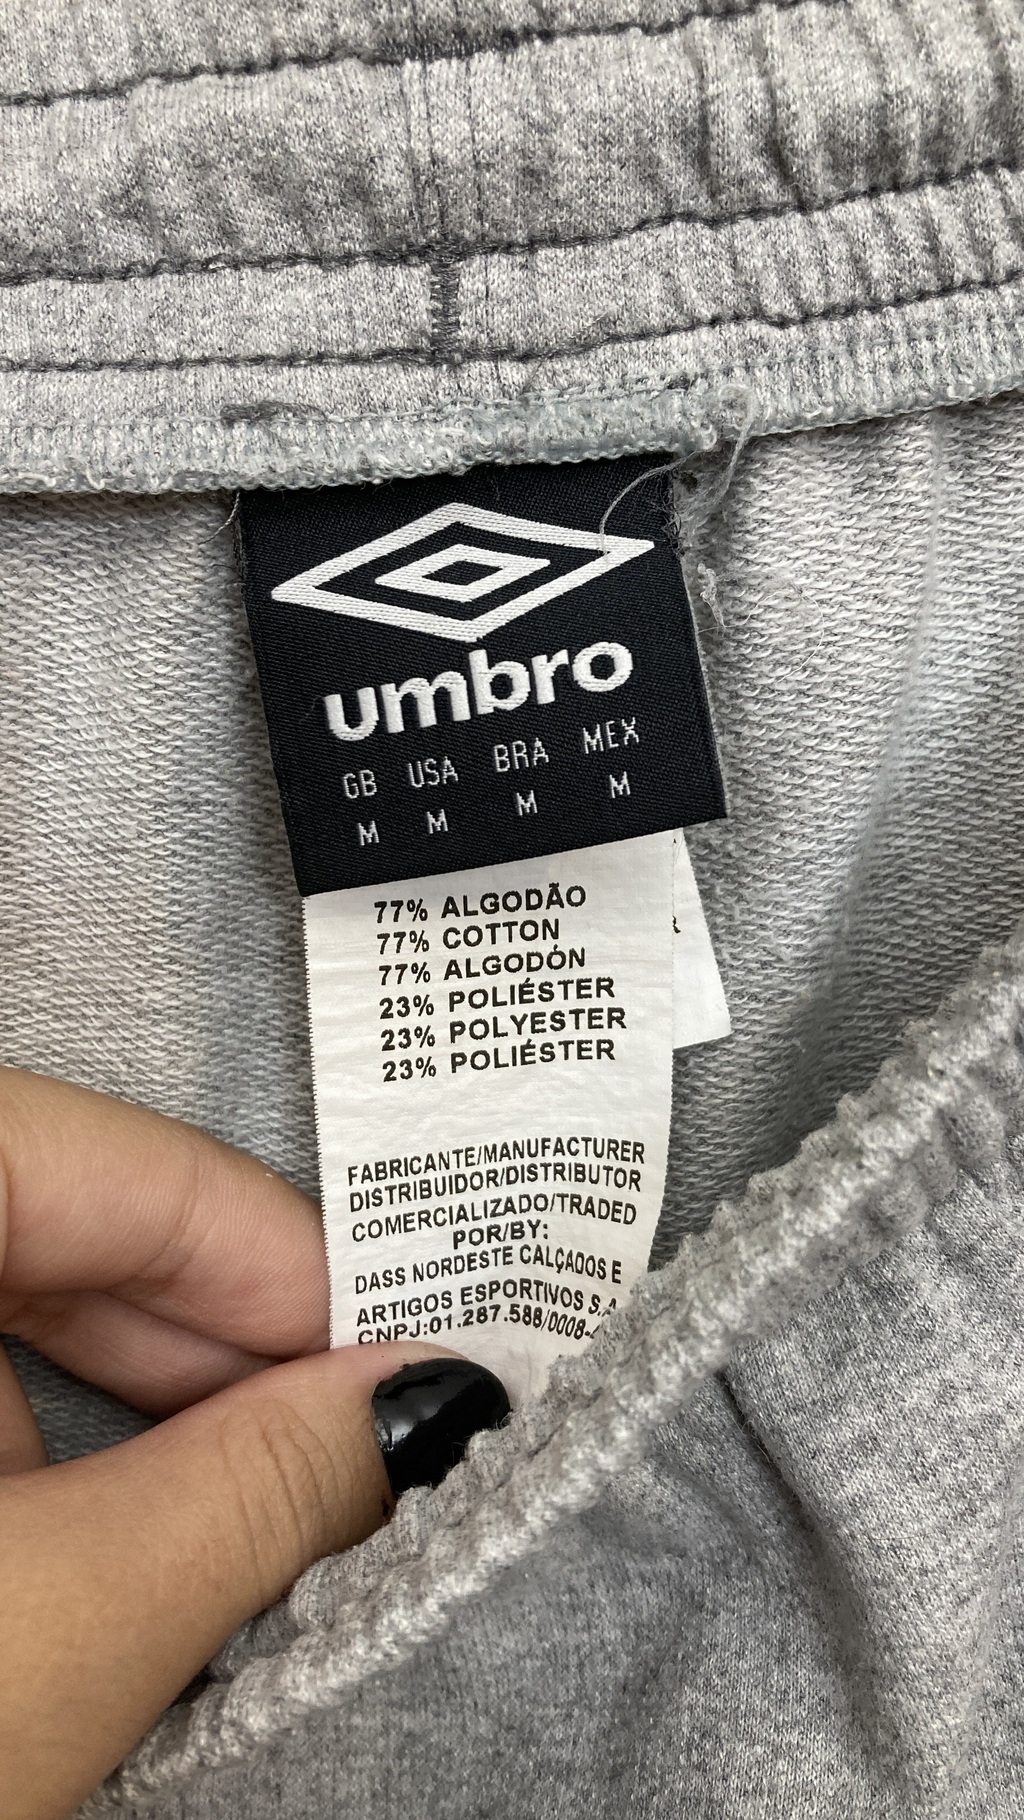 umbro
GB USA BRA MEX
M M M M
77% ALGODÃO
77% COTTON
77% ALGODÓN
23% POLIÉSTER
23% POLYESTER
23% POLIÉSTER
FABRICANTE/MANUFACTURER
DISTRIBUIDOR/DISTRIBUTOR
COMERCIALIZADO/TRADED
POR/BY:
DASS NORDESTE CALÇADOS E
ARTIGOS ESPORTIVOS S.A
CNPJ:01.287.588/0008-